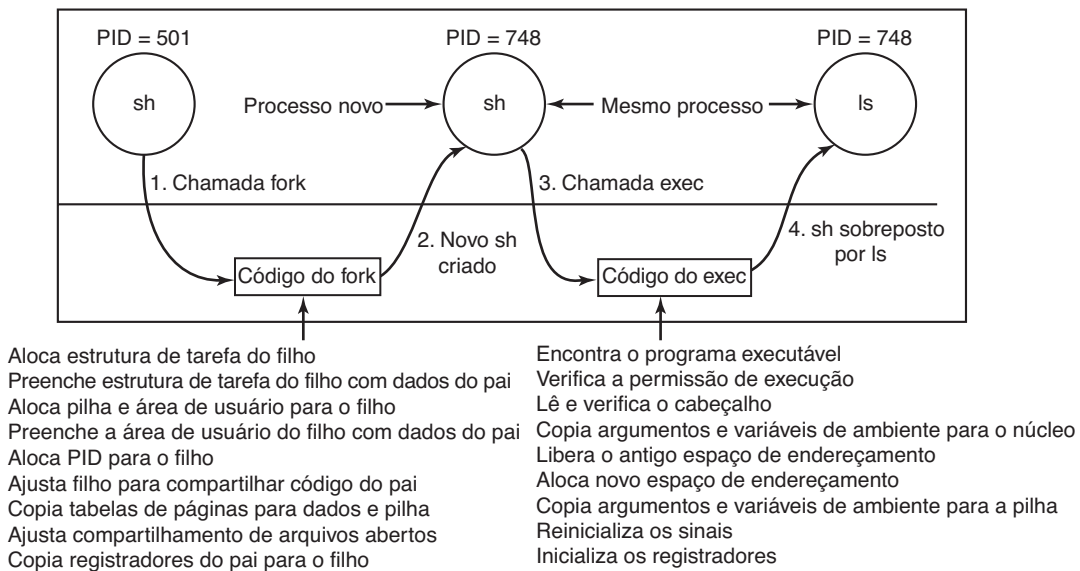 PID = 501
PID = 748
PID = 748
sh
Processo novo
sh
Mesmo processo
ls
1. Chamada fork
3. Chamada exec
2. Novo sh
criado
4. sh sobreposto
por ls
Código do fork
Código do exec
Aloca estrutura de tarefa do filho
Preenche estrutura de tarefa do filho com dados do pai
Aloca pilha e área de usuário para o filho
Preenche a área de usuário do filho com dados do pai
Aloca PID para o filho
Ajusta filho para compartilhar código do pai
Copia tabelas de páginas para dados e pilha
Ajusta compartilhamento de arquivos abertos
Copia registradores do pai para o filho
Encontra o programa executável
Verifica a permissão de execução
Lê e verifica o cabeçalho
Copia argumentos e variáveis de ambiente para o núcleo
Libera o antigo espaço de endereçamento
Aloca novo espaço de endereçamento
Copia argumentos e variáveis de ambiente para a pilha
Reinicializa os sinais
Inicializa os registradores